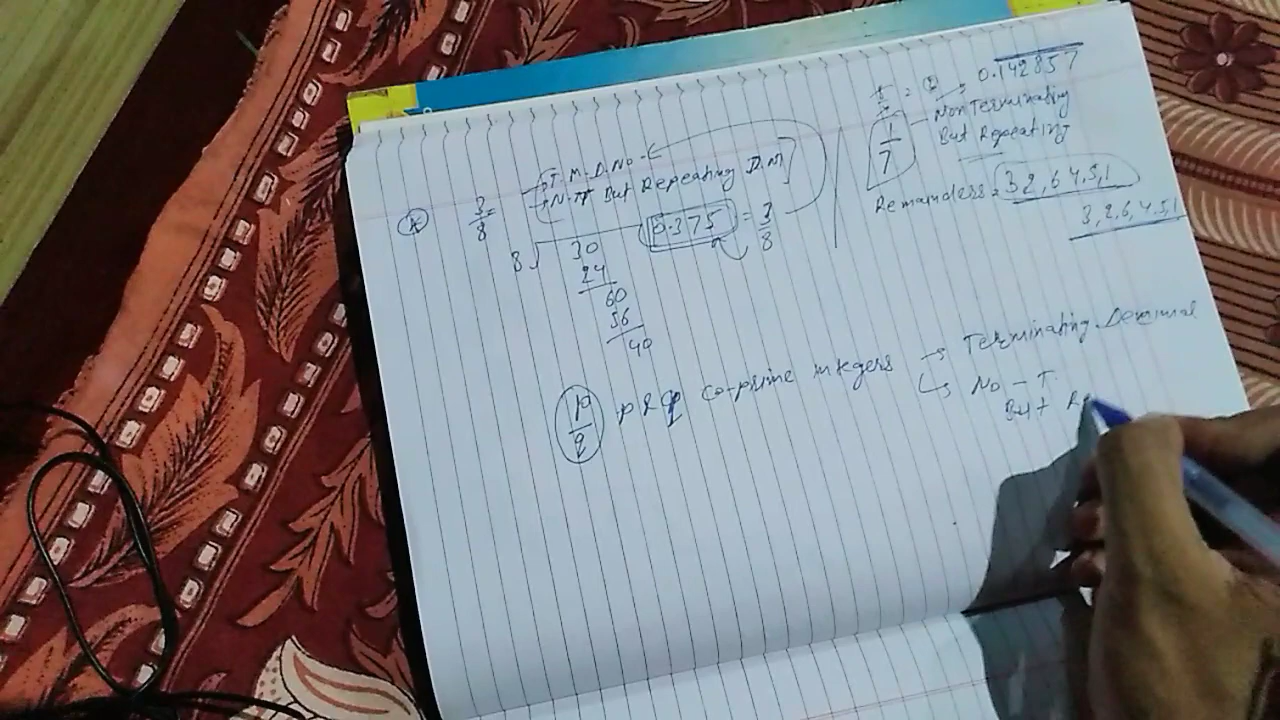 T. M. D. No.
N-T But Repeating D.M]
3/8 =
0.375 = 3/8
8 30
24
60
56
40
0.142857
1/7
Non Terminating
But Repeating
Remainders = 3 2, 6 4, 5, 1
3, 2, 6, 4, 5, 1
p/q p & q co-prime integers
→ Terminating Decimal
↳ No - T.
But Re